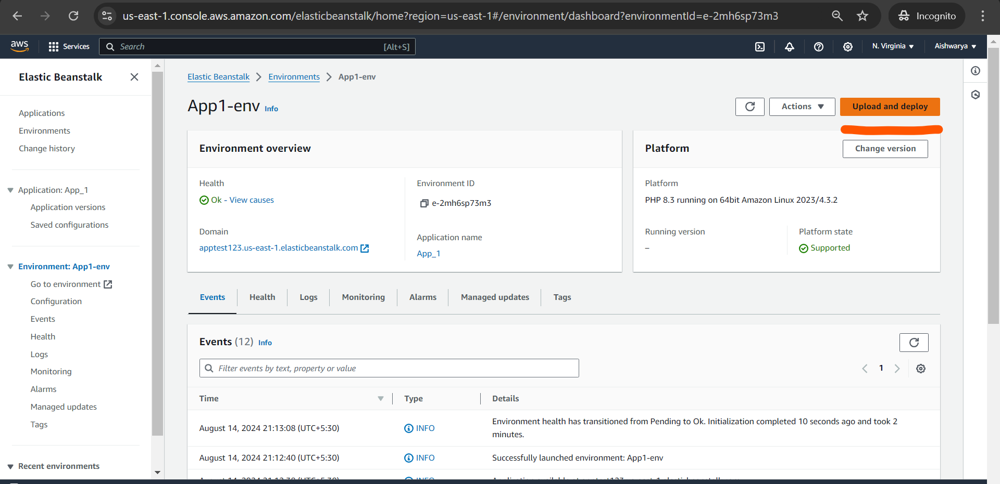 us-east-1.console.aws.amazon.com/elasticbeanstalk/home?region=us-east-1#/environment/dashboard?environmentId=e-2mh6sp73m3
Incognito
aws
Services
Search
[Alt+S]
N. Virginia
Aishwarya
Elastic Beanstalk
Applications
Environments
Change history
Application: App_1
Application versions
Saved configurations
Environment: App1-env
Go to environment
Configuration
Events
Health
Logs
Monitoring
Alarms
Managed updates
Tags
Recent environments
Elastic Beanstalk > Environments > App1-env
App1-env Info
Actions
Upload and deploy
Environment overview
Health
Ok - View causes
Domain
apptest123.us-east-1.elasticbeanstalk.com
Environment ID
e-2mh6sp73m3
Application name
App_1
Platform
Change version
Platform
PHP 8.3 running on 64bit Amazon Linux 2023/4.3.2
Running version
–
Platform state
Supported
Events
Health
Logs
Monitoring
Alarms
Managed updates
Tags
Events (12) Info
Filter events by text, property or value
1
Time
Type
Details
August 14, 2024 21:13:08 (UTC+5:30)
INFO
Environment health has transitioned from Pending to Ok. Initialization completed 10 seconds ago and took 2
minutes.
August 14, 2024 21:12:40 (UTC+5:30)
INFO
Successfully launched environment: App1-env